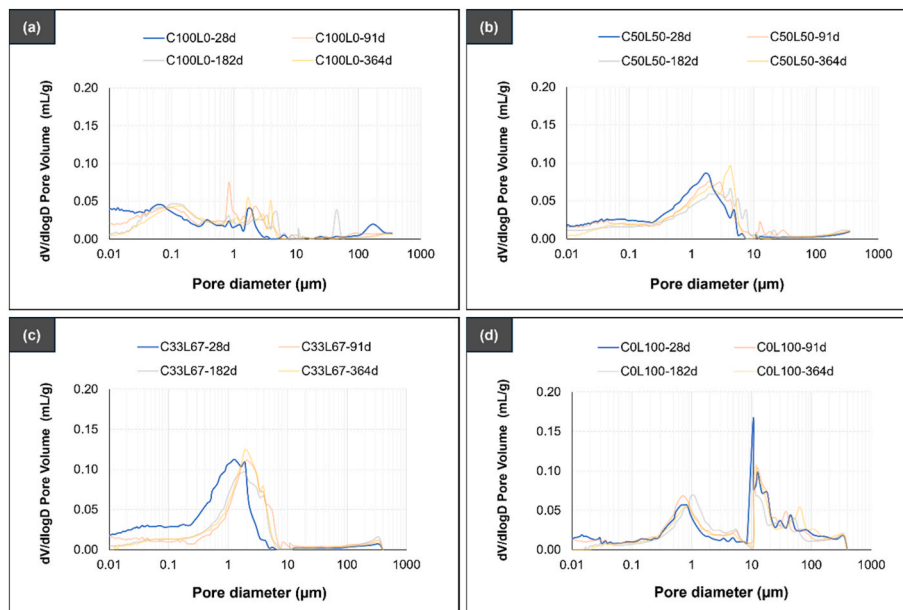 (a)
C100L0-28d C100L0-91d
C100L0-182d C100L0-364d
dV/dlogD Pore Volume (mL/g)
0.20
0.15
0.10
0.05
0.00
0.01 0.1 1 10 100 1000
Pore diameter (µm)
(b)
C50L50-28d C50L50-91d
C50L50-182d C50L50-364d
dV/dlogD Pore Volume (mL/g)
0.20
0.15
0.10
0.05
0.00
0.01 0.1 1 10 100 1000
Pore diameter (µm)
(c)
C33L67-28d C33L67-91d
C33L67-182d C33L67-364d
dV/dlogD Pore Volume (mL/g)
0.20
0.15
0.10
0.05
0.00
0.01 0.1 1 10 100 1000
Pore diameter (µm)
(d)
C0L100-28d C0L100-91d
C0L100-182d C0L100-364d
dV/dlogD Pore Volume (mL/g)
0.20
0.15
0.10
0.05
0.00
0.01 0.1 1 10 100 1000
Pore diameter (µm)